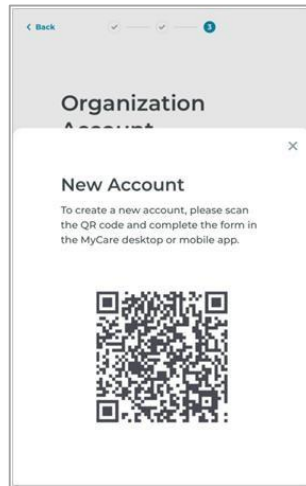 Back
3
Organization
Account
New Account
To create a new account, please scan
the QR code and complete the form in
the MyCare desktop or mobile app.